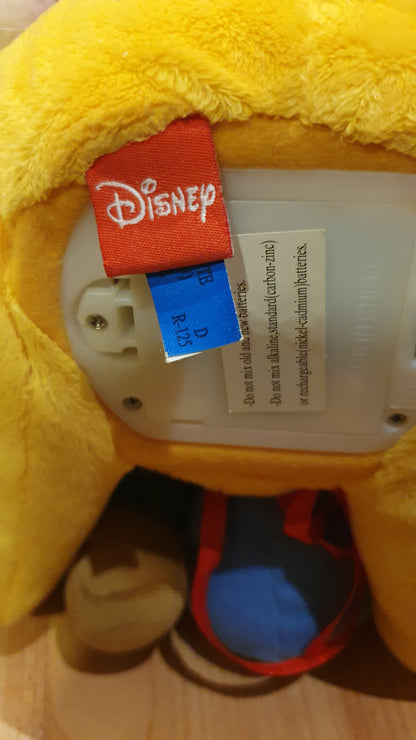 Disney
TB
D
R-125
-Do not mix old and new batteries.
-Do not mix alkaline,standard(carbon-zinc)
or rechargeable(nickel-cadmium)batteries.